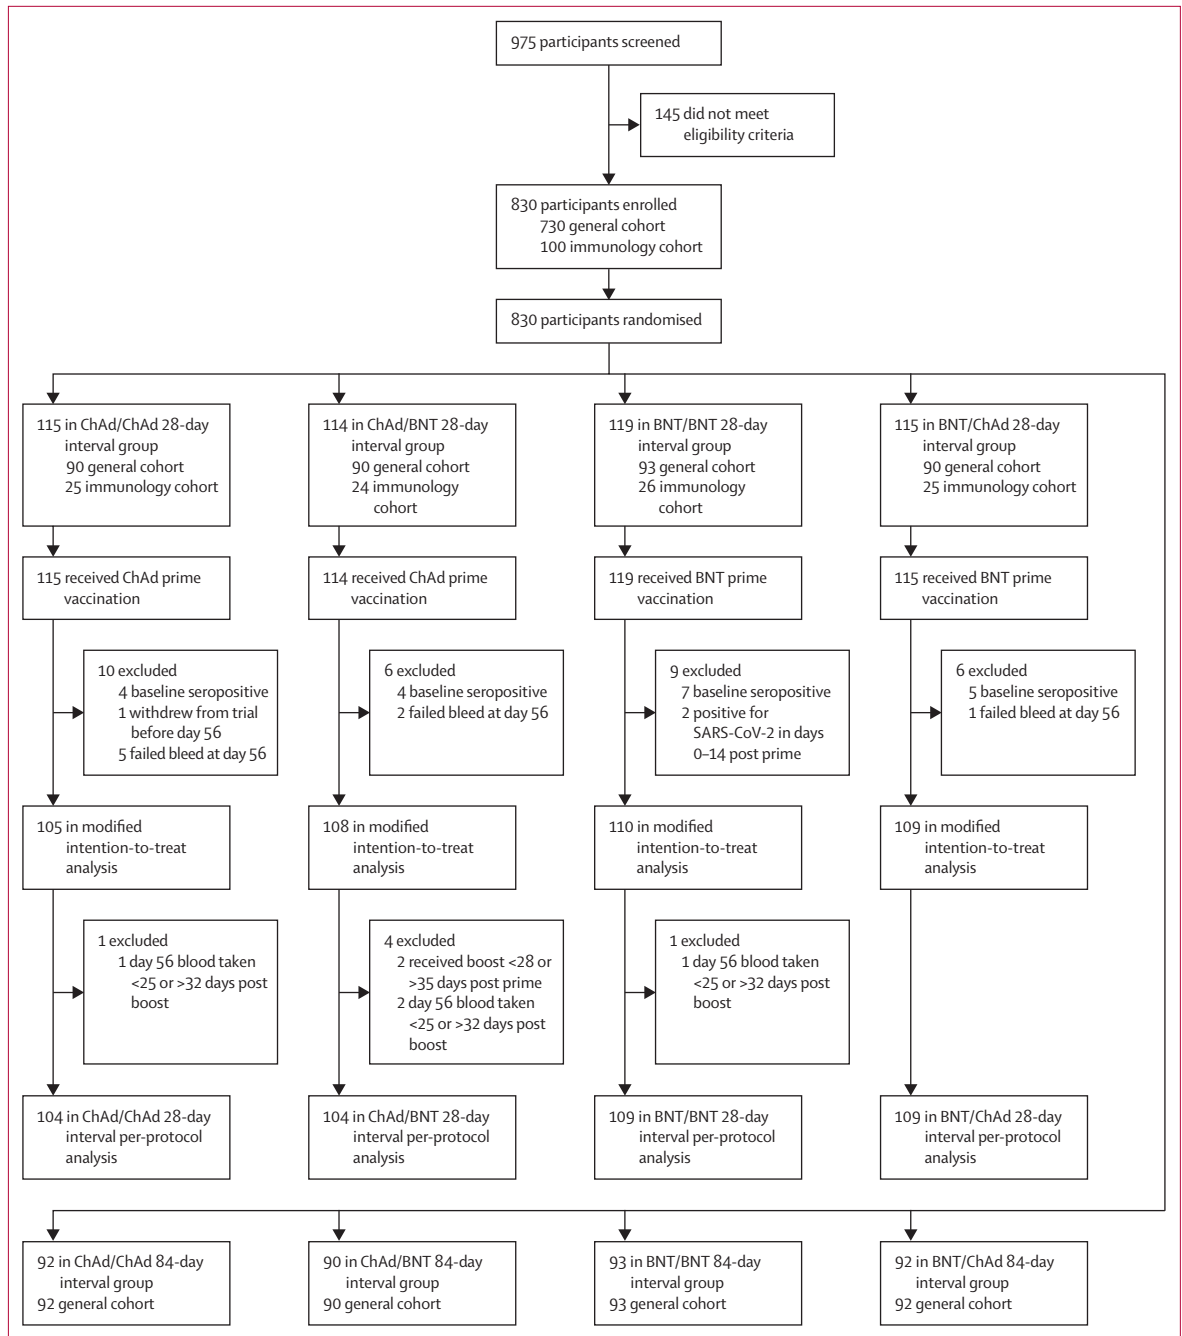 975 participants screened
145 did not meet
eligibility criteria
830 participants enrolled
730 general cohort
100 immunology cohort
830 participants randomised
115 in ChAd/ChAd 28-day
interval group
90 general cohort
25 immunology cohort
114 in ChAd/BNT 28-day
interval group
90 general cohort
24 immunology
cohort
119 in BNT/BNT 28-day
interval group
93 general cohort
26 immunology
cohort
115 in BNT/ChAd 28-day
interval group
90 general cohort
25 immunology cohort
115 received ChAd prime
vaccination
114 received ChAd prime
vaccination
119 received BNT prime
vaccination
115 received BNT prime
vaccination
10 excluded
4 baseline seropositive
1 withdrew from trial
before day 56
5 failed bleed at day 56
6 excluded
4 baseline seropositive
2 failed bleed at day 56
9 excluded
7 baseline seropositive
2 positive for
SARS-CoV-2 in days
0–14 post prime
6 excluded
5 baseline seropositive
1 failed bleed at day 56
105 in modified
intention-to-treat
analysis
108 in modified
intention-to-treat
analysis
110 in modified
intention-to-treat
analysis
109 in modified
intention-to-treat
analysis
1 excluded
1 day 56 blood taken
<25 or >32 days post
boost
4 excluded
2 received boost <28 or
>35 days post prime
2 day 56 blood taken
<25 or >32 days post
boost
1 excluded
1 day 56 blood taken
<25 or >32 days post
boost
104 in ChAd/ChAd 28-day
interval per-protocol
analysis
104 in ChAd/BNT 28-day
interval per-protocol
analysis
109 in BNT/BNT 28-day
interval per-protocol
analysis
109 in BNT/ChAd 28-day
interval per-protocol
analysis
92 in ChAd/ChAd 84-day
interval group
92 general cohort
90 in ChAd/BNT 84-day
interval group
90 general cohort
93 in BNT/BNT 84-day
interval group
93 general cohort
92 in BNT/ChAd 84-day
interval group
92 general cohort